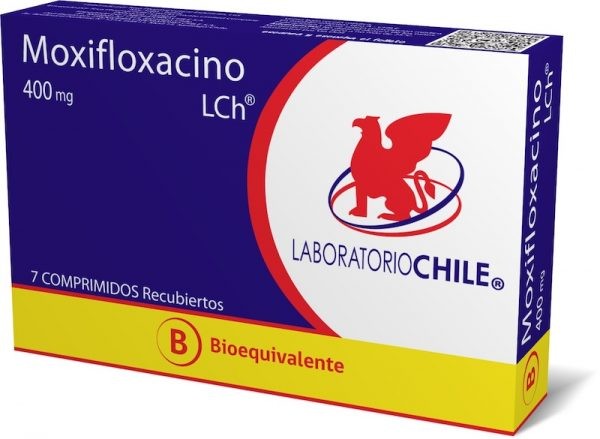 Moxifloxacino
400 mg
LCh®
7 COMPRIMIDOS Recubiertos
B Bioequivalente
LABORATORIOCHILE®
Moxifloxacino
400 mg
B